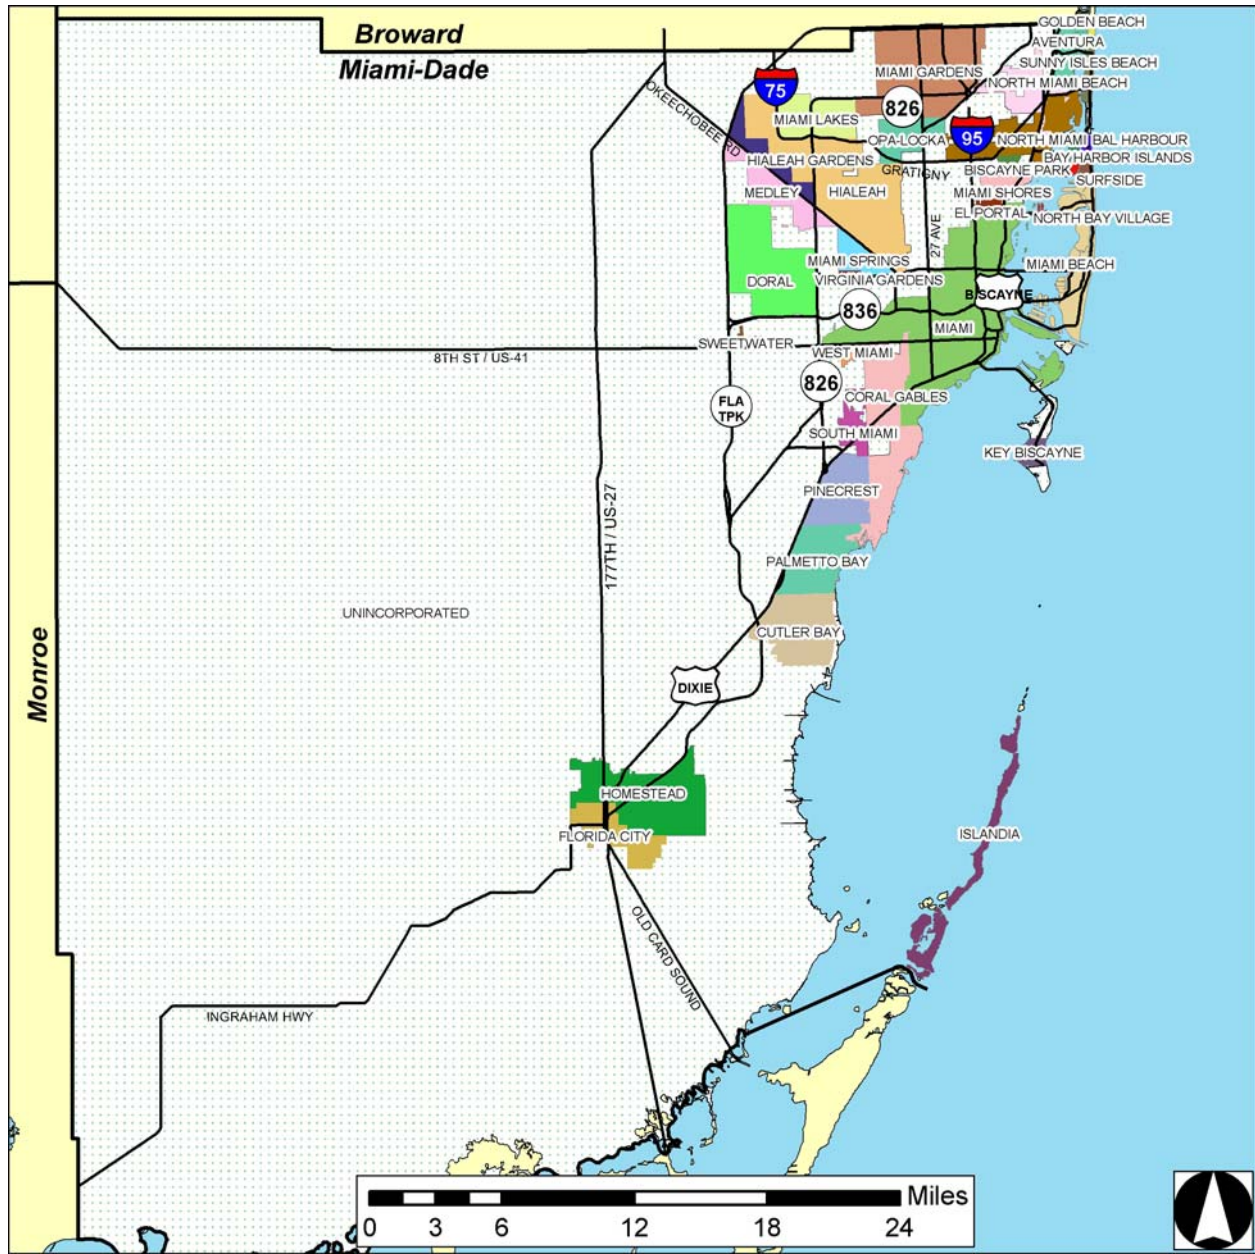 Broward
Miami-Dade
Monroe
GOLDEN BEACH
AVENTURA
SUNNY ISLES BEACH
MIAMI GARDENS
NORTH MIAMI BEACH
75
OKEECHOBEE RD
826
MIAMI LAKES
95
OPA-LOCKA
NORTH MIAMI
BAL HARBOUR
HIALEAH GARDENS
BAY HARBOR ISLANDS
GRATIGNY
BISCAYNE PARK
SURFSIDE
MEDLEY
HIALEAH
MIAMI SHORES
EL PORTAL
NORTH BAY VILLAGE
27 AVE
MIAMI SPRINGS
MIAMI BEACH
DORAL
VIRGINIA GARDENS
BISCAYNE
836
MIAMI
SWEETWATER
WEST MIAMI
8TH ST / US-41
826
FLA
TPK
CORAL GABLES
SOUTH MIAMI
KEY BISCAYNE
PINECREST
177TH / US-27
PALMETTO BAY
UNINCORPORATED
CUTLER BAY
DIXIE
HOMESTEAD
FLORIDA CITY
ISLANDIA
OLD CARD SOUND
INGRAHAM HWY
Miles
0 3 6 12 18 24